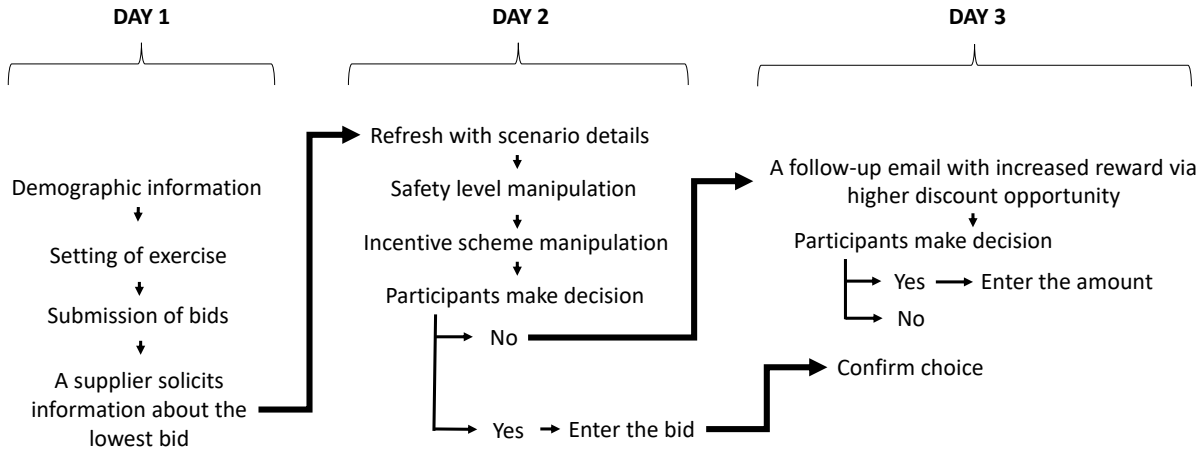 DAY 1
Demographic information
Setting of exercise
Submission of bids
A supplier solicits
information about the
lowest bid
DAY 2
Refresh with scenario details
Safety level manipulation
Incentive scheme manipulation
Participants make decision
No
Yes
Enter the bid
DAY 3
A follow-up email with increased reward via
higher discount opportunity
Participants make decision
Yes
Enter the amount
No
Confirm choice